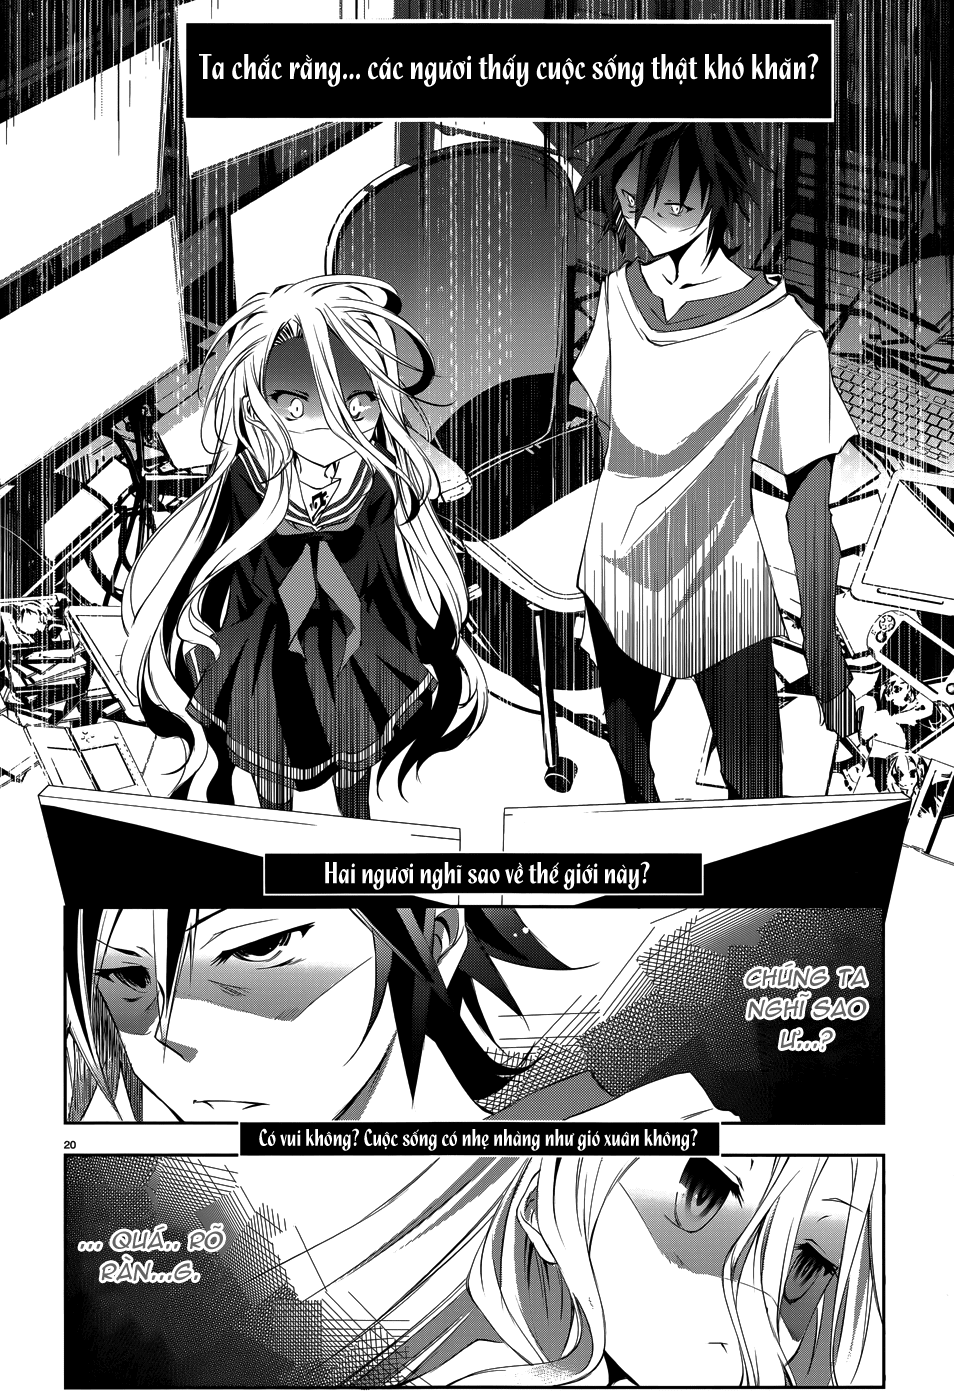 Ta chắc rằng... các ngươi thấy cuộc sống thật khó khăn?
Hai ngươi nghĩ sao về thế giới này?
CHÚNG TA
NGHĨ SAO
Ư...?
Có vui không? Cuộc sống có nhẹ nhàng như gió xuân không?
20
... QUÁ.. RÕ
RÀN...G.